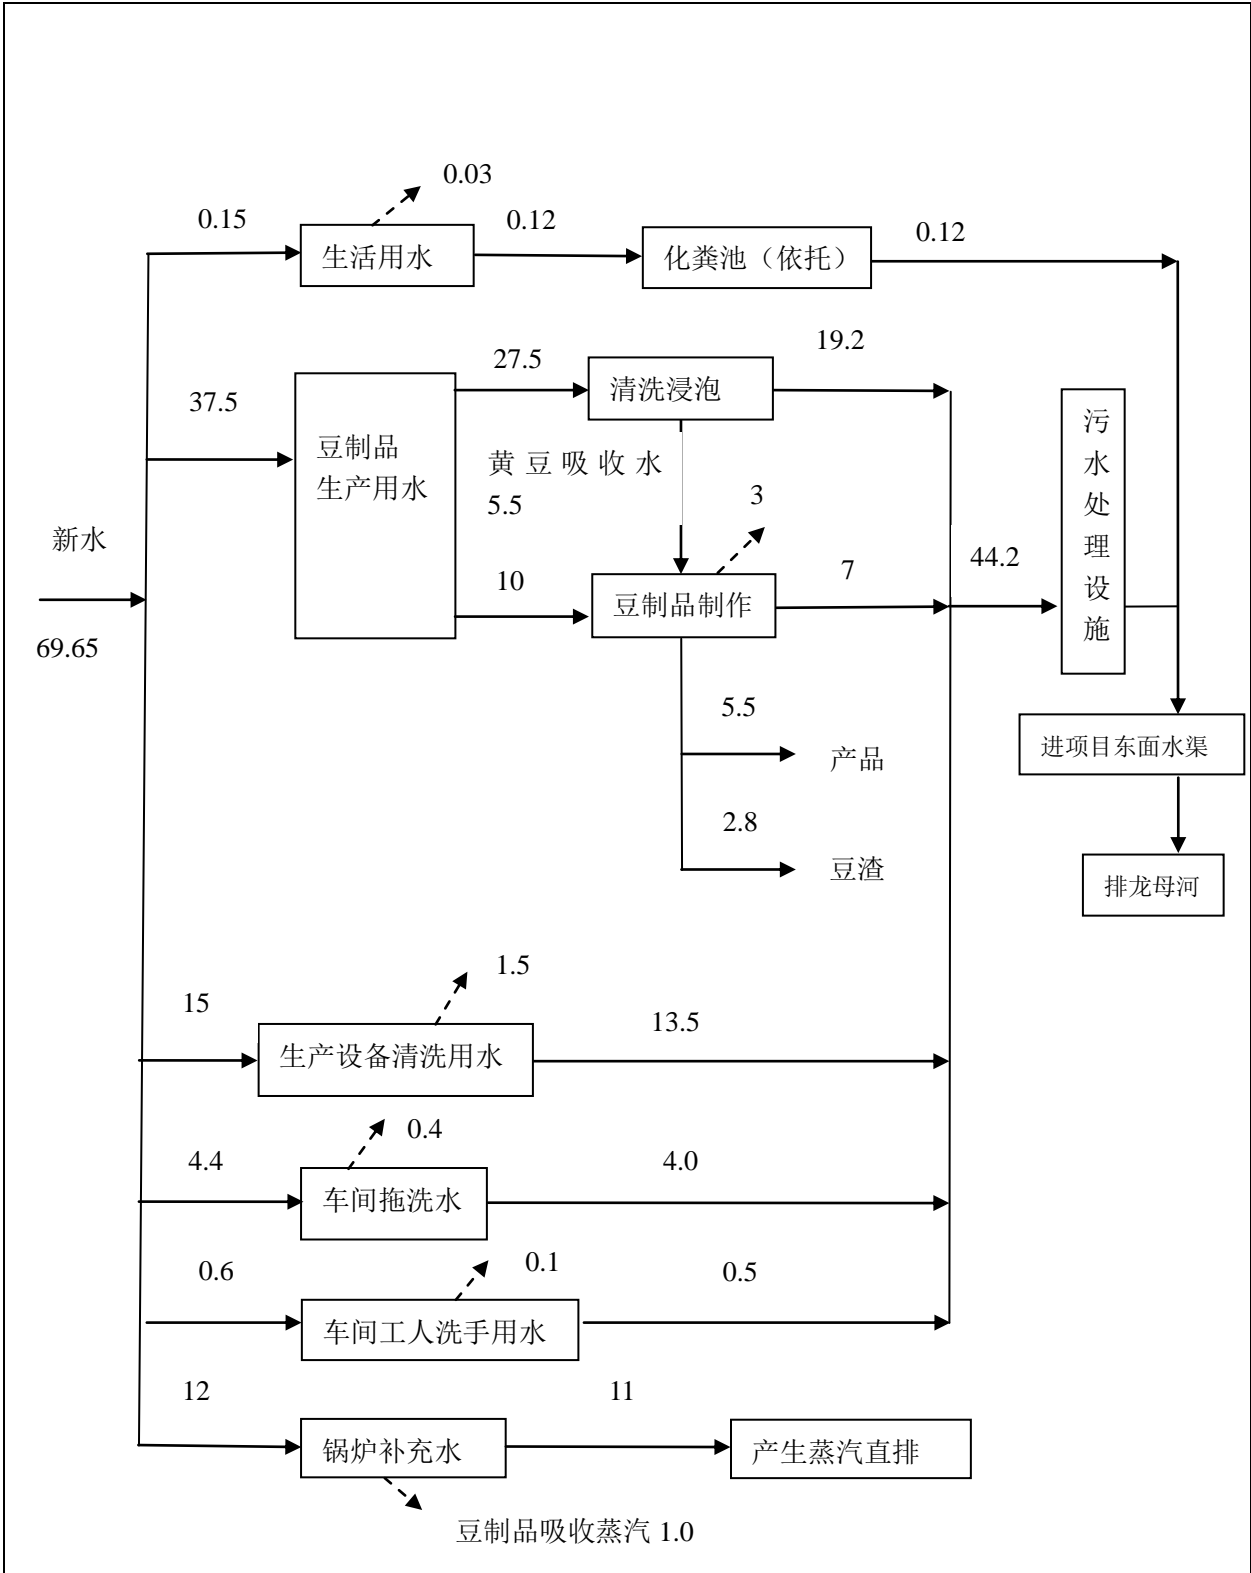 0.03
0.15
0.12
0.12
生活用水
化粪池（依托）
19.2
27.5
清洗浸泡
37.5
豆制品
生产用水
黄豆吸收水
5.5
3
污水处理设施
新水
10
7
44.2
豆制品制作
69.65
5.5
产品
进项目东面水渠
2.8
豆渣
排龙母河
1.5
15
13.5
生产设备清洗用水
0.4
4.4
4.0
车间拖洗水
0.1
0.6
0.5
车间工人洗手用水
12
11
锅炉补充水
产生蒸汽直排
豆制品吸收蒸汽 1.0